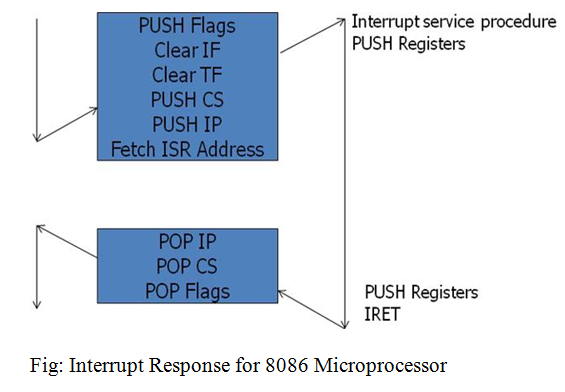 PUSH Flags
Clear IF
Clear TF
PUSH CS
PUSH IP
Fetch ISR Address
Interrupt service procedure
PUSH Registers
POP IP
POP CS
POP Flags
PUSH Registers
IRET
Fig: Interrupt Response for 8086 Microprocessor